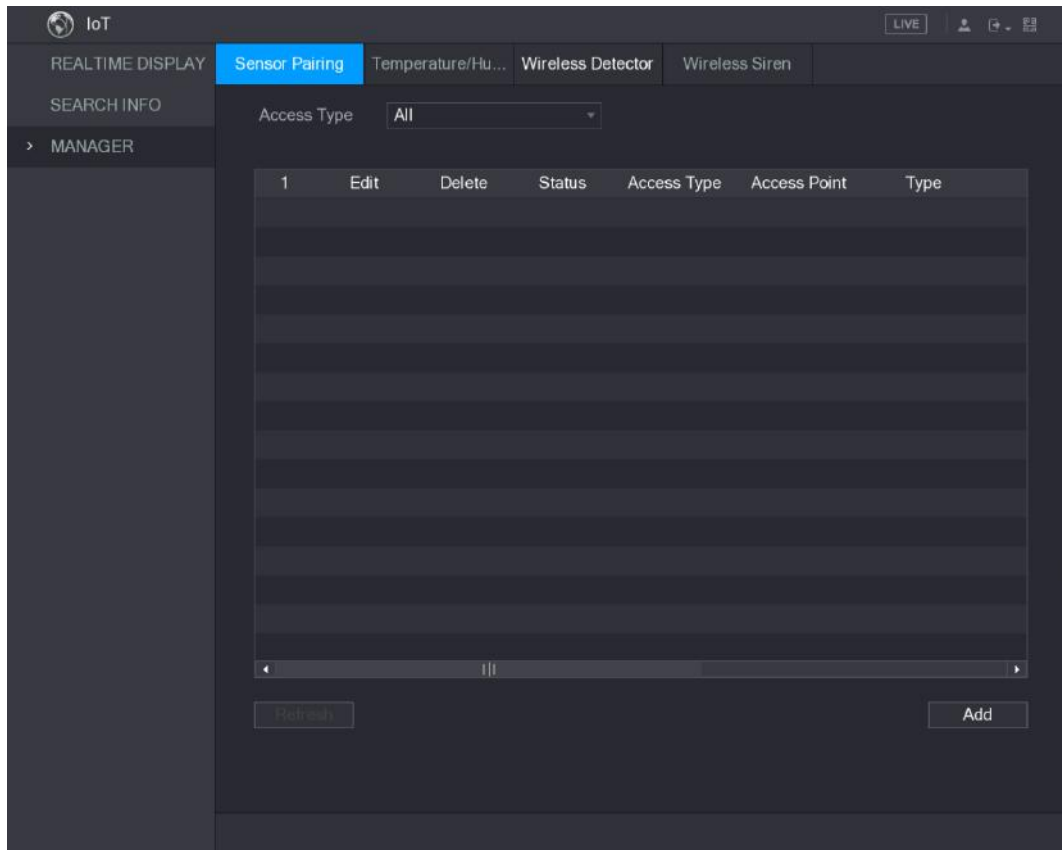 IoT LIVE
REALTIME DISPLAY
SEARCH INFO
MANAGER
Sensor Pairing Temperature/Hu... Wireless Detector Wireless Siren
Access Type All
1 Edit Delete Status Access Type Access Point Type
Refresh Add